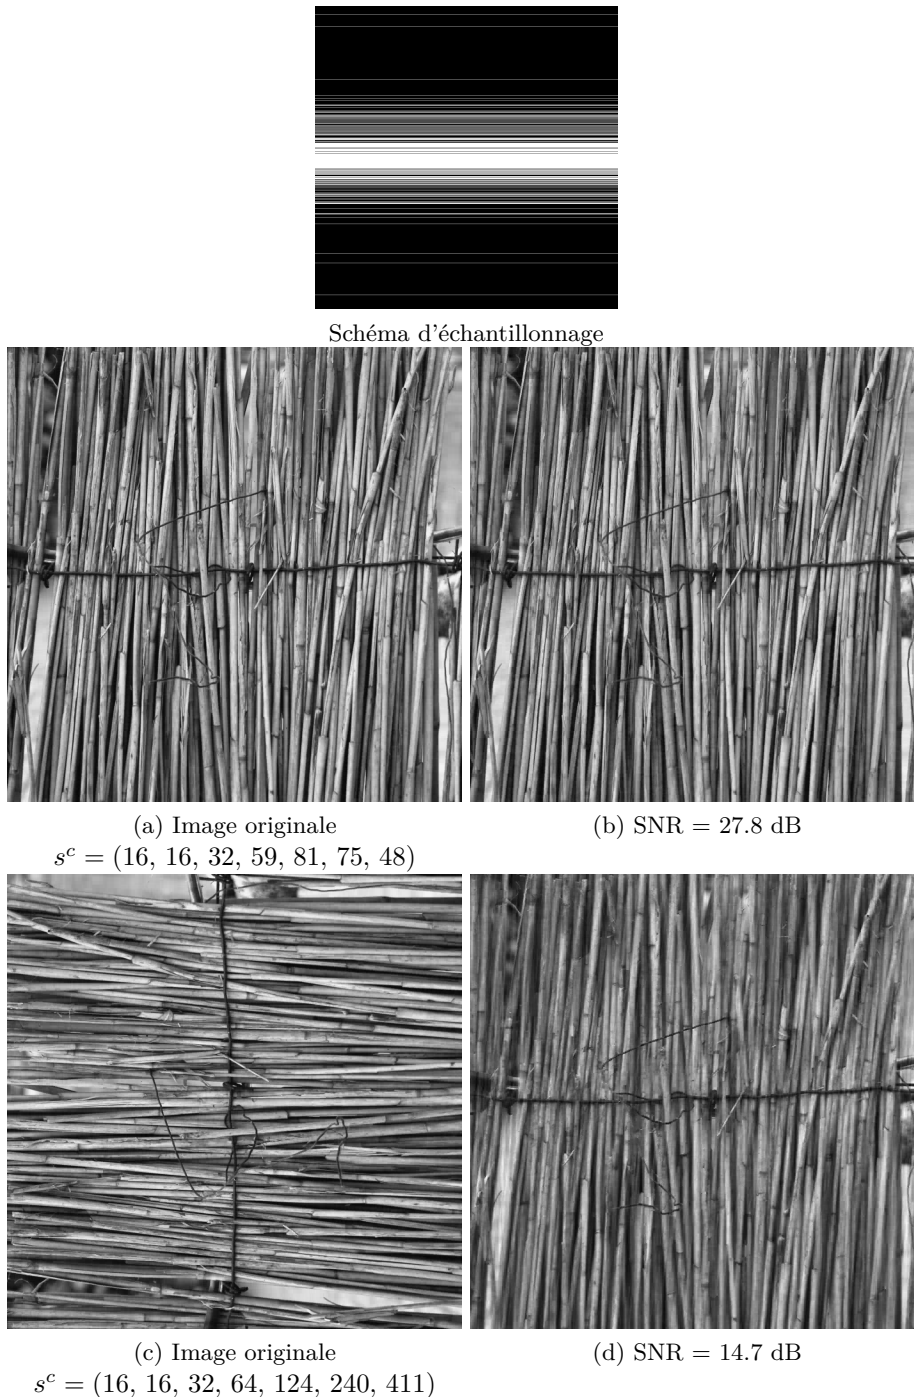 Schéma d'échantillonnage
(a) Image originale
s^c = (16, 16, 32, 59, 81, 75, 48)
(b) SNR = 27.8 dB
(c) Image originale
s^c = (16, 16, 32, 64, 124, 240, 411)
(d) SNR = 14.7 dB